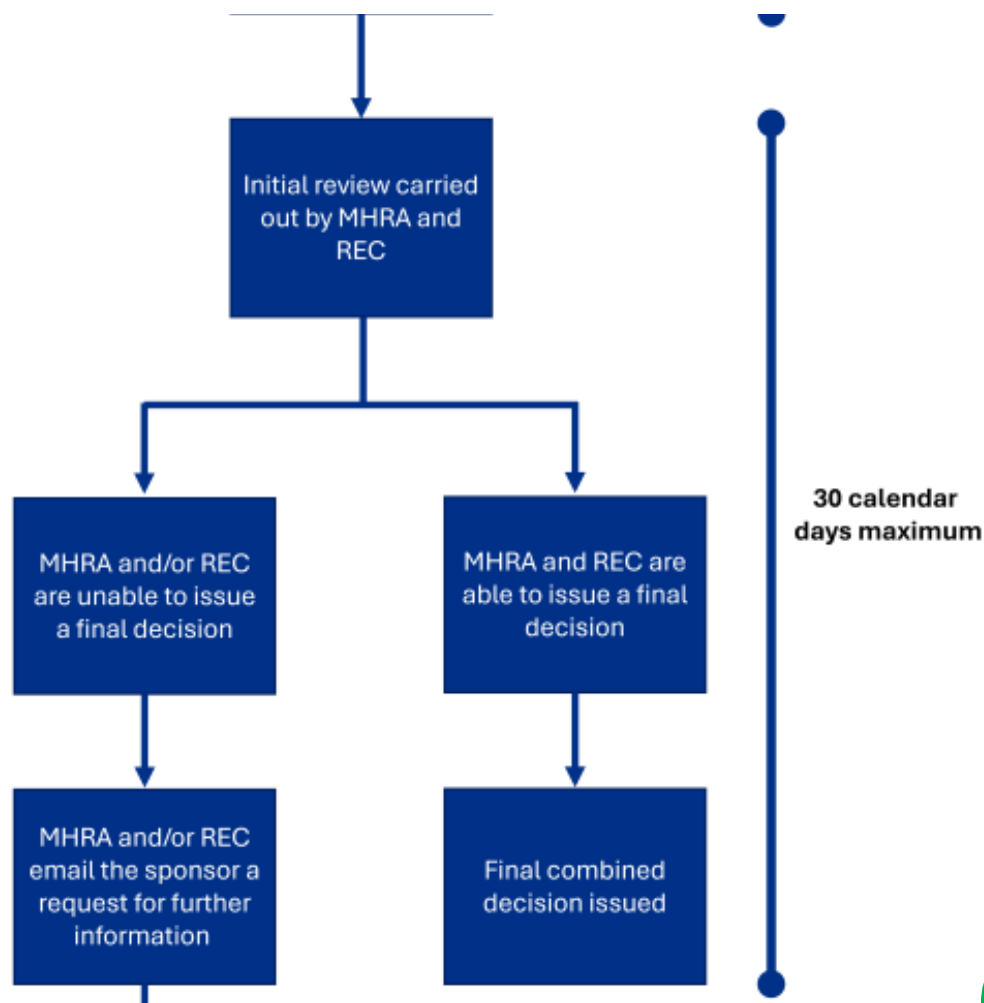 Initial review carried
out by MHRA and
REC
MHRA and/or REC
are unable to issue
a final decision
MHRA and REC are
able to issue a final
decision
30 calendar
days maximum
MHRA and/or REC
email the sponsor a
request for further
information
Final combined
decision issued